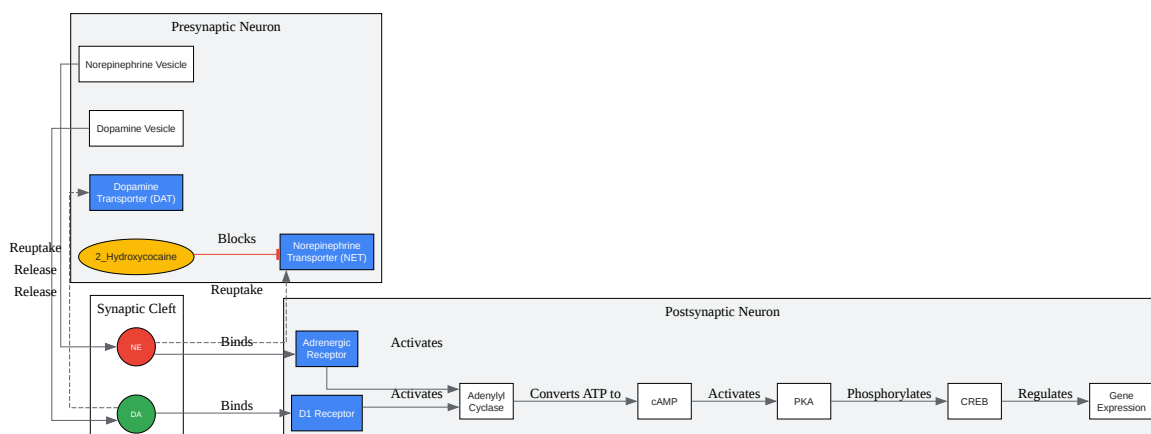 Presynaptic Neuron
Norepinephrine Vesicle
Dopamine Vesicle
Dopamine
Transporter (DAT)
2_Hydroxycocaine
Blocks
Norepinephrine
Transporter (NET)
Reuptake
Release
Release
Reuptake
Synaptic Cleft
NE
DA
Binds
Binds
Postsynaptic Neuron
Adrenergic
Receptor
Activates
D1 Receptor
Activates
Adenylyl
Cyclase
Converts ATP to
cAMP
Activates
PKA
Phosphorylates
CREB
Regulates
Gene
Expression